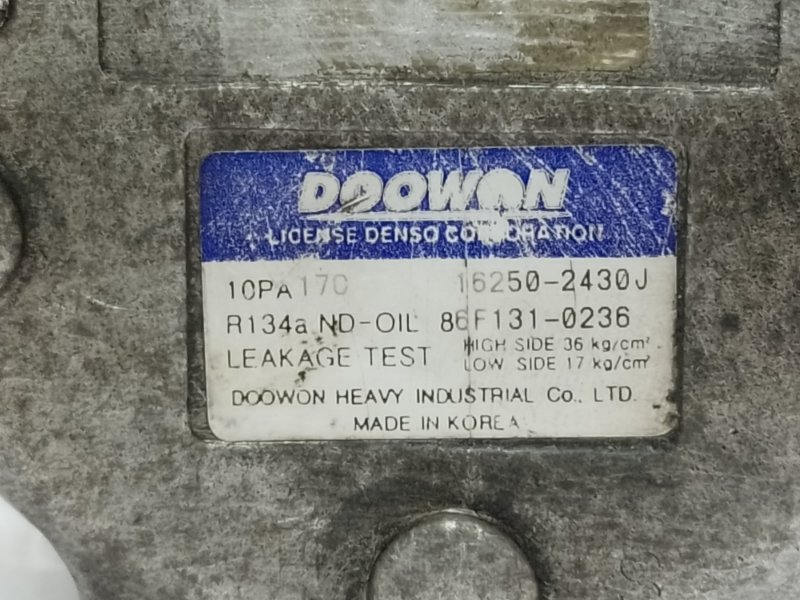 DOOWON
LICENSE DENSO CORPORATION
10PA17C 16250-2430J
R134a ND-OIL 86F131-0236
LEAKAGE TEST HIGH SIDE 36 kg/cm²
LOW SIDE 17 kg/cm²
DOOWON HEAVY INDUSTRIAL Co., LTD.
MADE IN KOREA